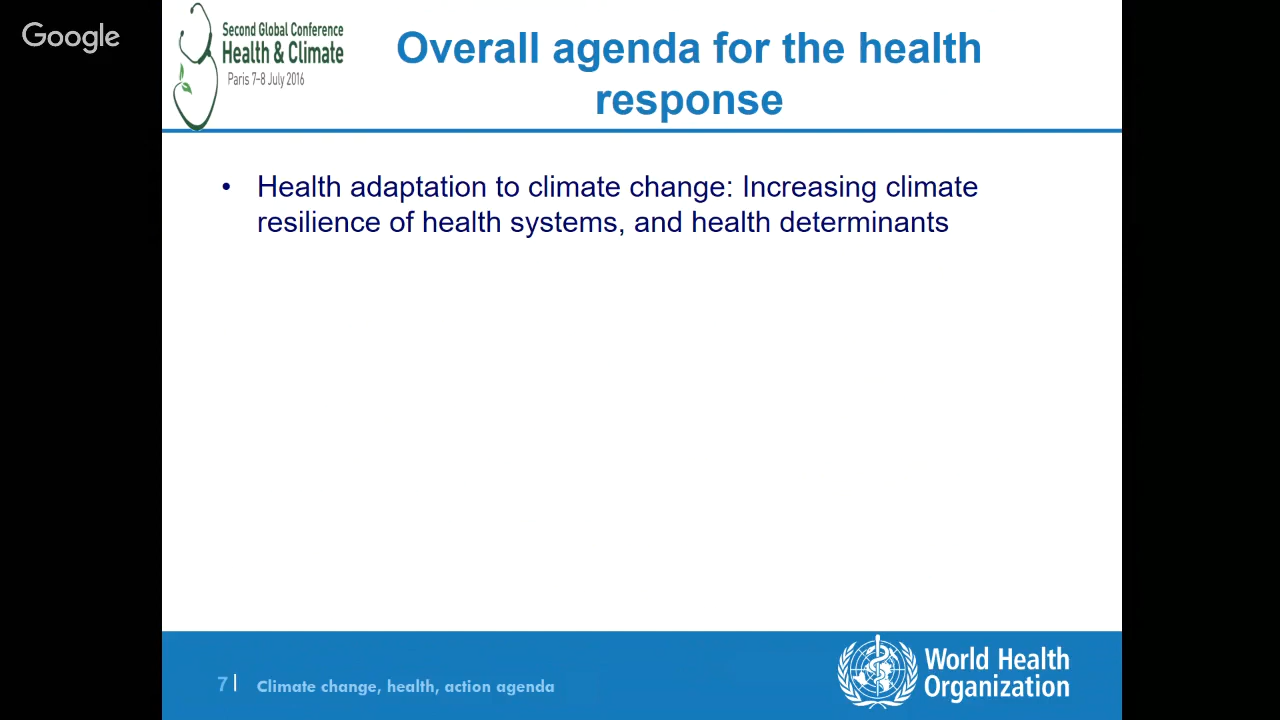 Google
Second Global Conference
Health & Climate
Paris 7-8 July 2016
Overall agenda for the health
response
• Health adaptation to climate change: Increasing climate
resilience of health systems, and health determinants
7 | Climate change, health, action agenda
World Health
Organization